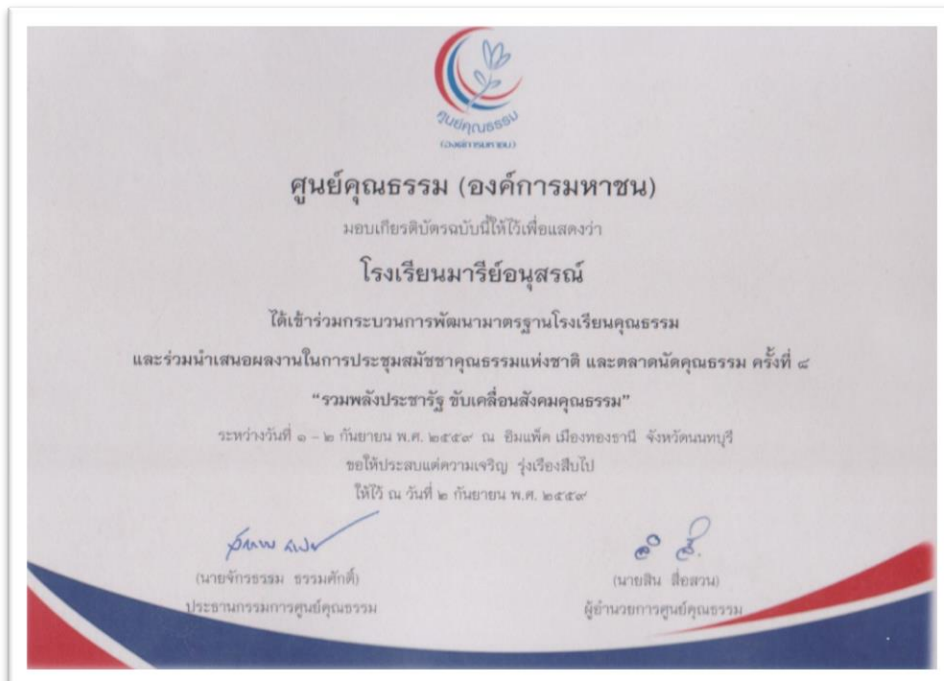 ศูนย์คุณธรรม
(องค์การมหาชน)
ศูนย์คุณธรรม (องค์การมหาชน)
มอบเกียรติบัตรฉบับนี้ให้ไว้เพื่อแสดงว่า
โรงเรียนมารีย์อนุสรณ์
ได้เข้าร่วมกระบวนการพัฒนามาตรฐานโรงเรียนคุณธรรม
และร่วมนำเสนอผลงานในการประชุมสมัชชาคุณธรรมแห่งชาติ และตลาดนัดคุณธรรม ครั้งที่ ๘
“รวมพลังประชารัฐ ขับเคลื่อนสังคมคุณธรรม”
ระหว่างวันที่ ๑ - ๒ กันยายน พ.ศ. ๒๕๕๙ ณ อิมแพ็ค เมืองทองธานี จังหวัดนนทบุรี
ขอให้ประสบแต่ความเจริญ รุ่งเรืองสืบไป
ให้ไว้ ณ วันที่ ๒ กันยายน พ.ศ. ๒๕๕๙
(นายจักรธรรม ธรรมศักดิ์) (นายสิน สื่อสวน)
ประธานกรรมการศูนย์คุณธรรม ผู้อำนวยการศูนย์คุณธรรม